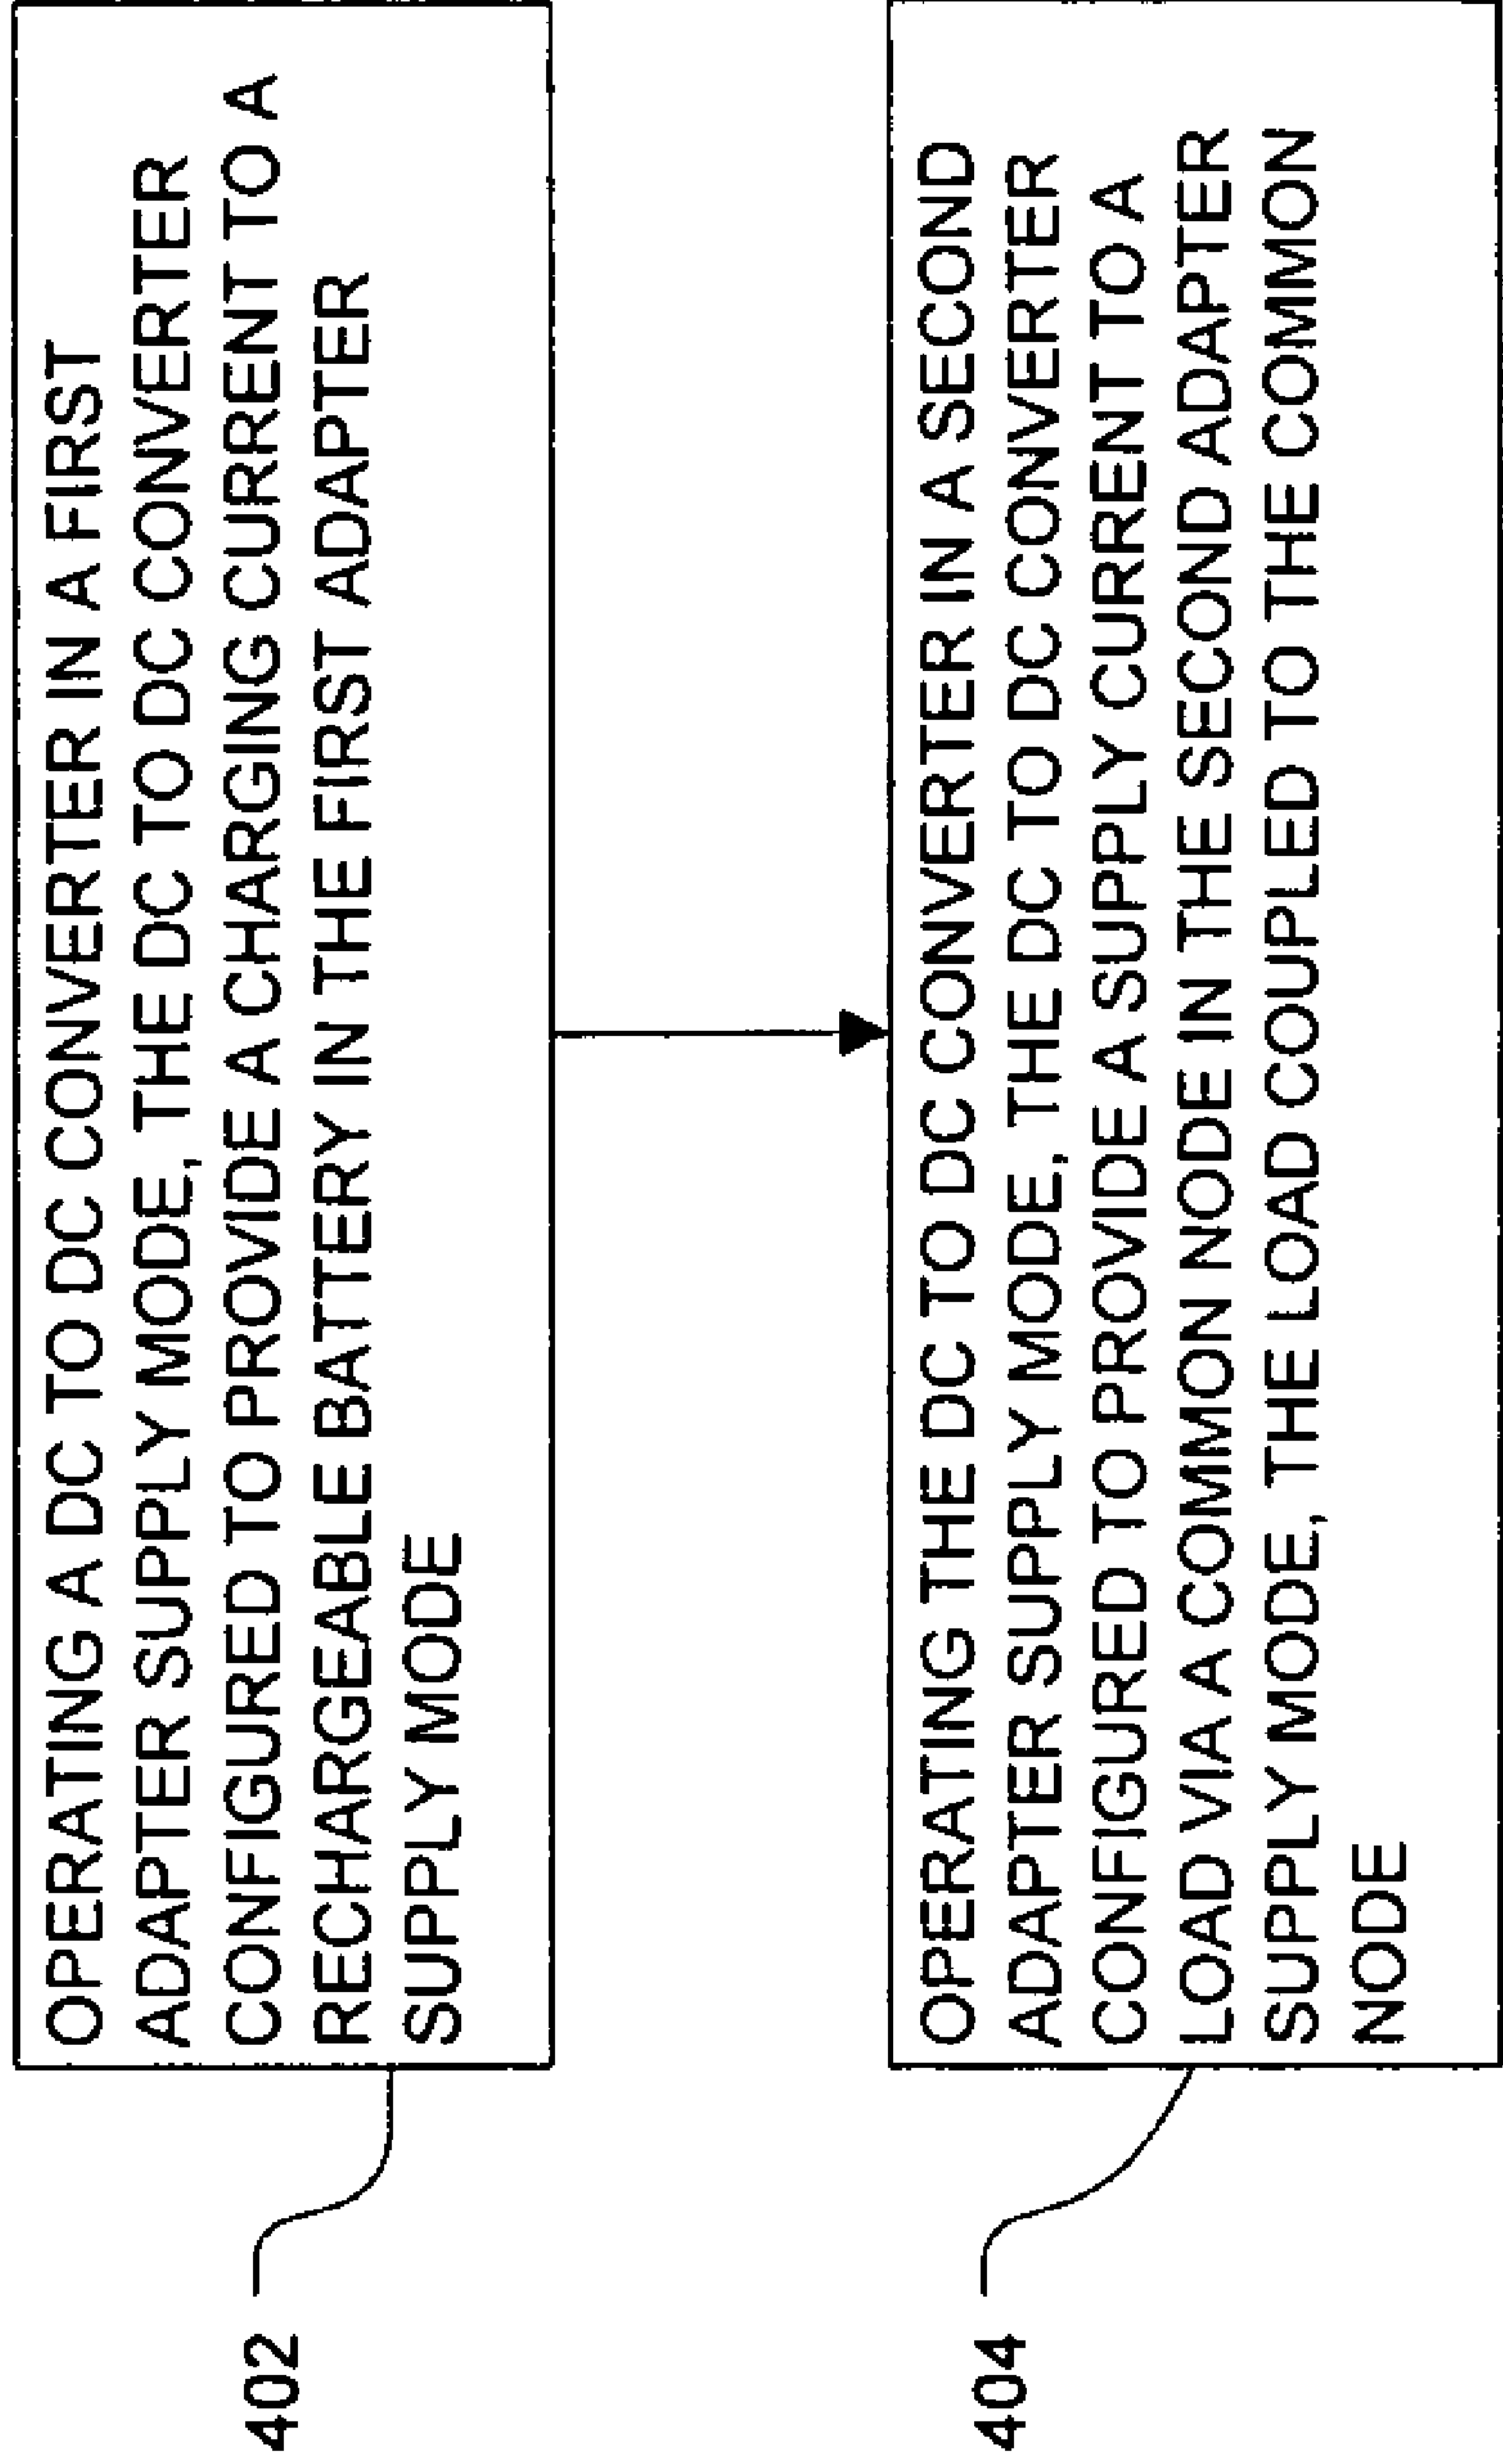 402
OPERATING A DC TO DC CONVERTER IN A FIRST
ADAPTER SUPPLY MODE, THE DC TO DC CONVERTER
CONFIGURED TO PROVIDE A CHARGING CURRENT TO A
RECHARGEABLE BATTERY IN THE FIRST ADAPTER
SUPPLY MODE
404
OPERATING THE DC TO DC CONVERTER IN A SECOND
ADAPTER SUPPLY MODE, THE DC TO DC CONVERTER
CONFIGURED TO PROVIDE A SUPPLY CURRENT TO A
LOAD VIA A COMMON NODE IN THE SECOND ADAPTER
SUPPLY MODE, THE LOAD COUPLED TO THE COMMON
NODE